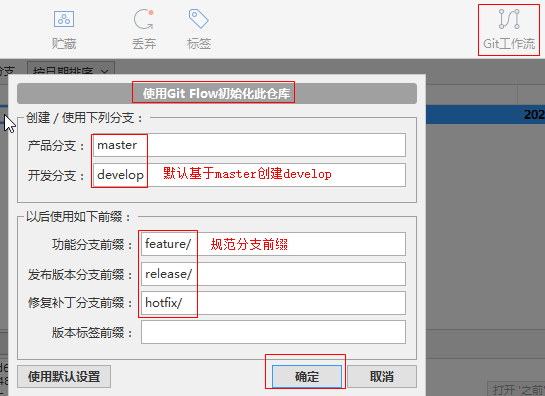 贮藏
丢弃
标签
Git工作流
分支
按日期排序
202
使用Git Flow初始化此仓库
创建 / 使用下列分支：
产品分支： master
开发分支： develop 默认基于master创建develop
以后使用如下前缀：
功能分支前缀： feature/ 规范分支前缀
发布版本分支前缀： release/
修复补丁分支前缀： hotfix/
版本标签前缀：
使用默认设置
确定
取消
打开 '之前'